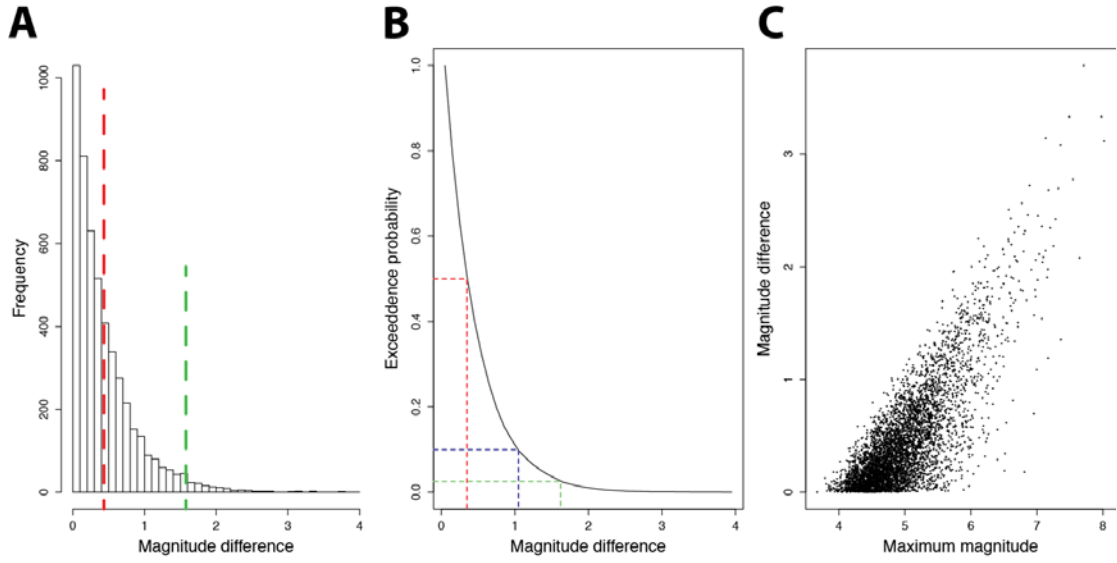 A
Frequency
1000
800
600
400
200
0
0 1 2 3 4
Magnitude difference
B
Exceeddence probability
1.0
0.8
0.6
0.4
0.2
0.0
0 1 2 3 4
Magnitude difference
C
Magnitude difference
3
2
1
0
4 5 6 7 8
Maximum magnitude